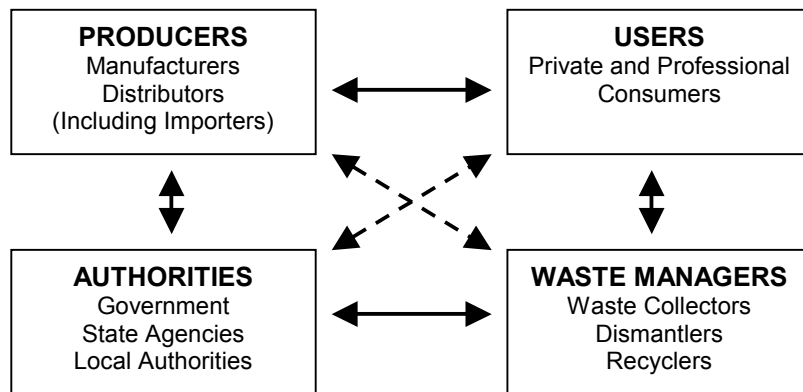 PRODUCERS
Manufacturers
Distributors
(Including Importers)
USERS
Private and Professional
Consumers
AUTHORITIES
Government
State Agencies
Local Authorities
WASTE MANAGERS
Waste Collectors
Dismantlers
Recyclers